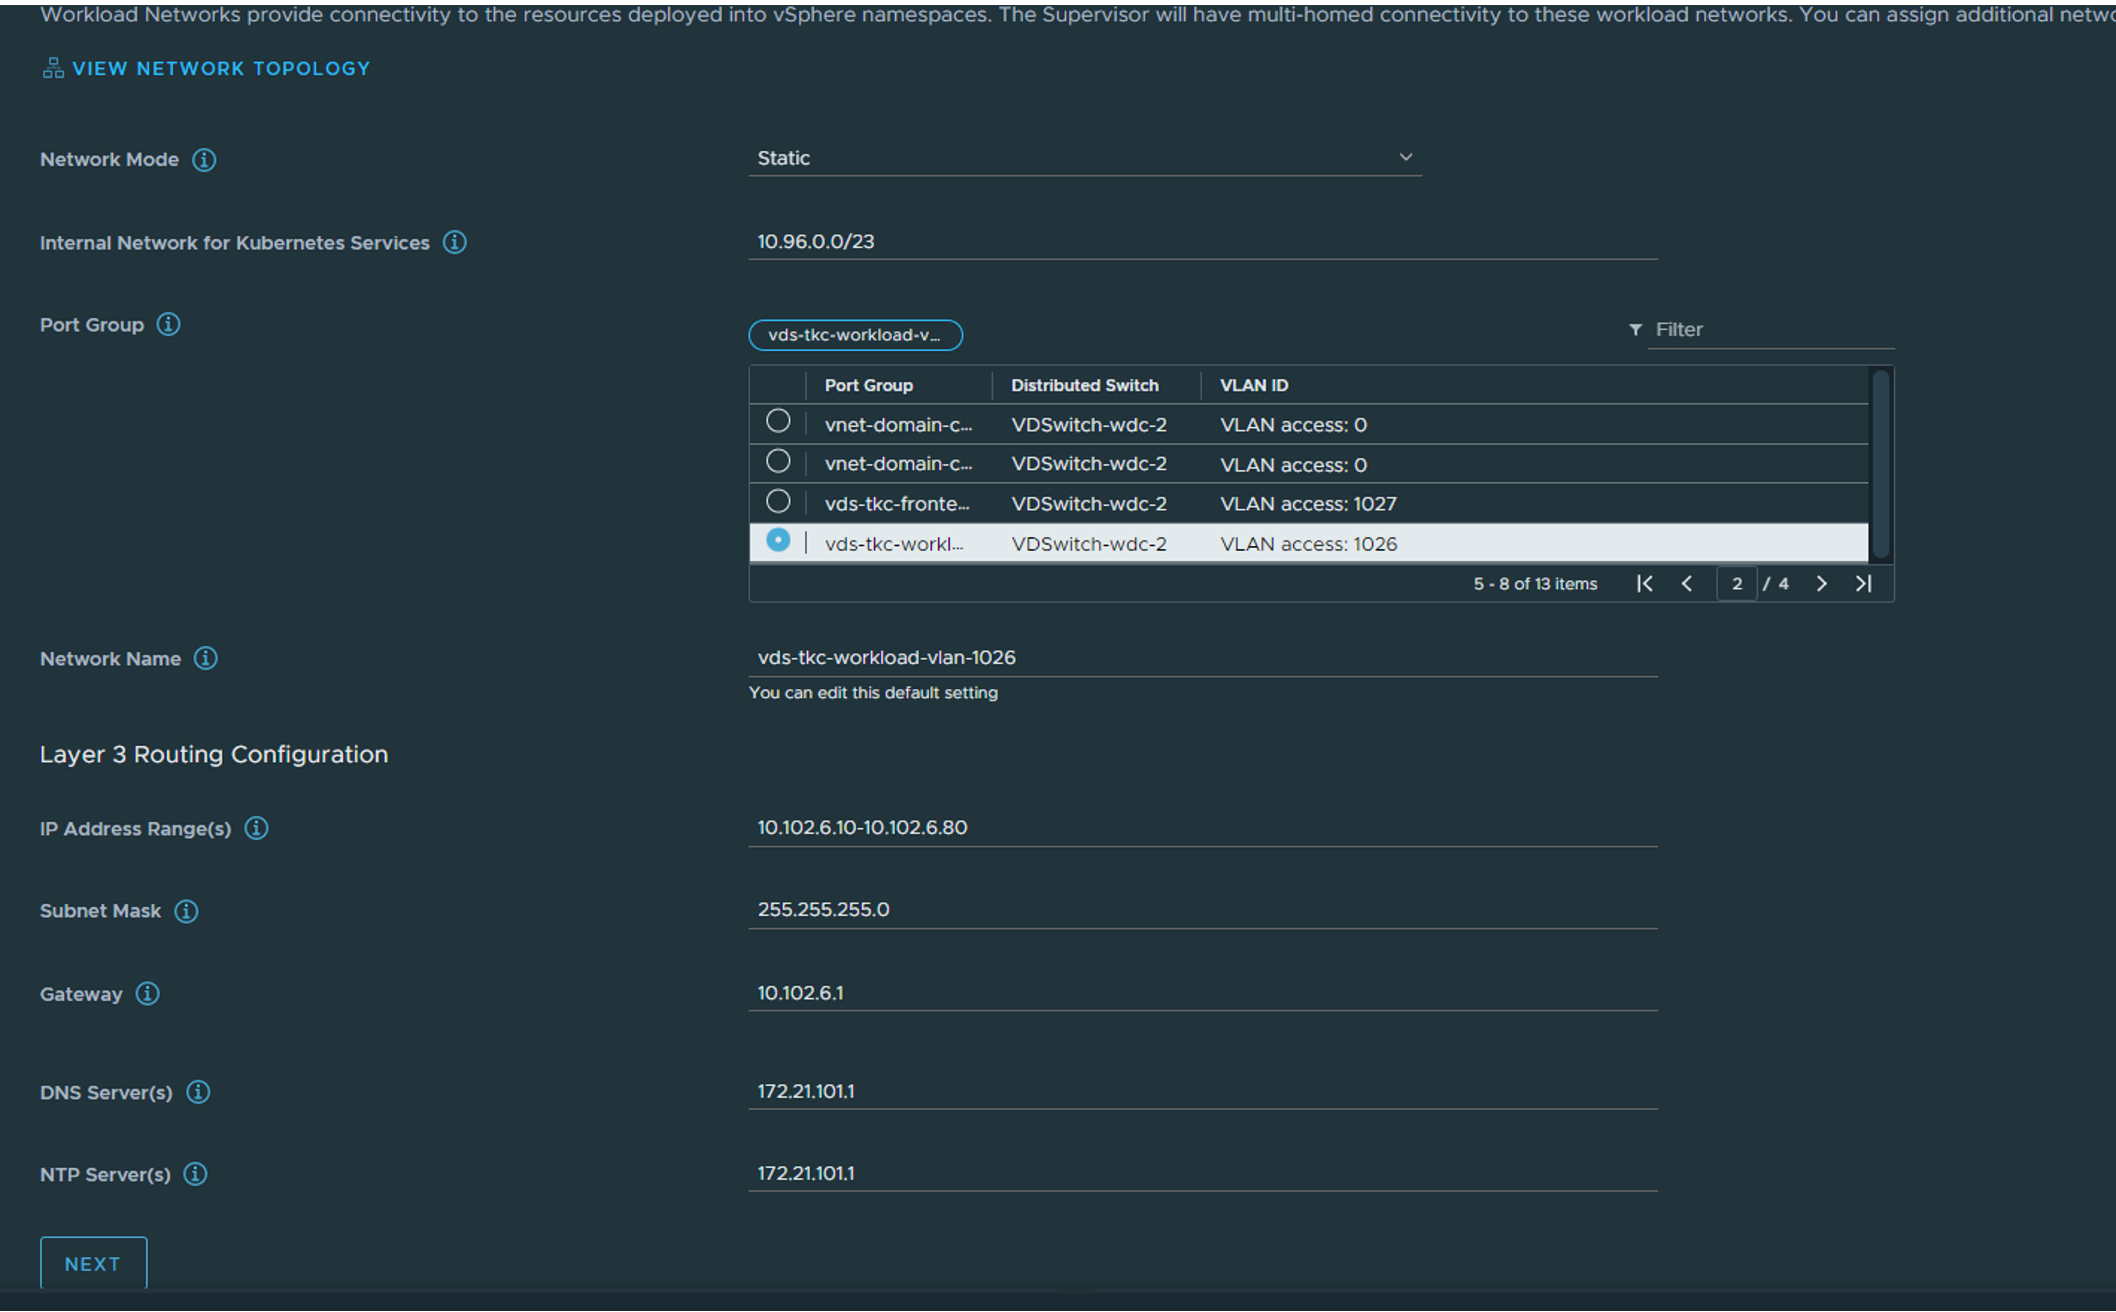 Workload Networks provide connectivity to the resources deployed into vSphere namespaces. The Supervisor will have multi-homed connectivity to these workload networks. You can assign additional netwo
VIEW NETWORK TOPOLOGY
Network Mode
Static
Internal Network for Kubernetes Services
10.96.0.0/23
Port Group
vds-tkc-workload-v...
Filter
Port Group Distributed Switch VLAN ID
vnet-domain-c... VDSwitch-wdc-2 VLAN access: 0
vnet-domain-c... VDSwitch-wdc-2 VLAN access: 0
vds-tkc-fronte... VDSwitch-wdc-2 VLAN access: 1027
vds-tkc-workl... VDSwitch-wdc-2 VLAN access: 1026
5 - 8 of 13 items 2 / 4
Network Name
vds-tkc-workload-vlan-1026
You can edit this default setting
Layer 3 Routing Configuration
IP Address Range(s)
10.102.6.10-10.102.6.80
Subnet Mask
255.255.255.0
Gateway
10.102.6.1
DNS Server(s)
172.21.101.1
NTP Server(s)
172.21.101.1
NEXT